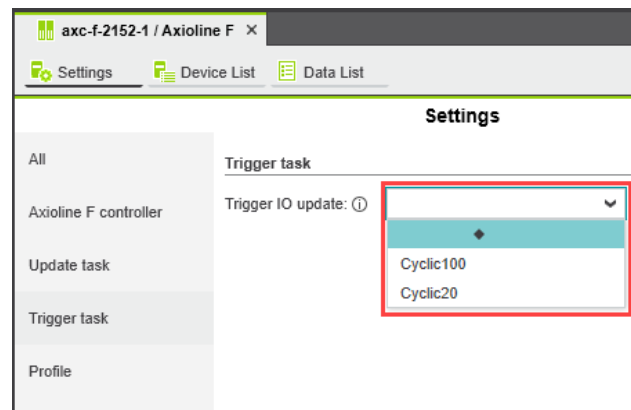 axc-f-2152-1 / Axioline F ×
Settings Device List Data List
Settings
All
Axioline F controller
Update task
Trigger task
Profile
Trigger task
Trigger IO update:
Cyclic100
Cyclic20